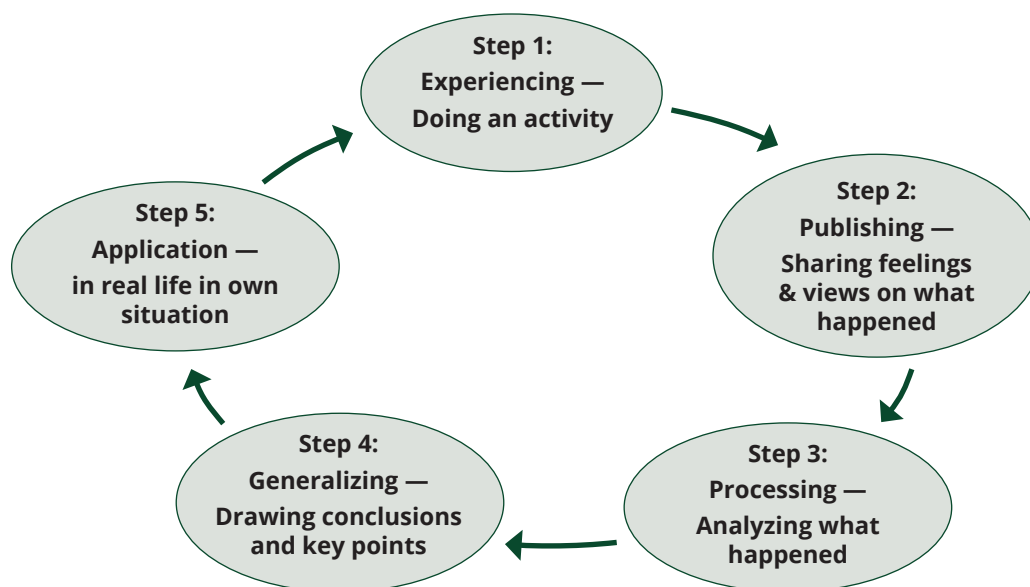 Step 1:
Experiencing —
Doing an activity
Step 2:
Publishing —
Sharing feelings
& views on what
happened
Step 3:
Processing —
Analyzing what
happened
Step 4:
Generalizing —
Drawing conclusions
and key points
Step 5:
Application —
in real life in own
situation